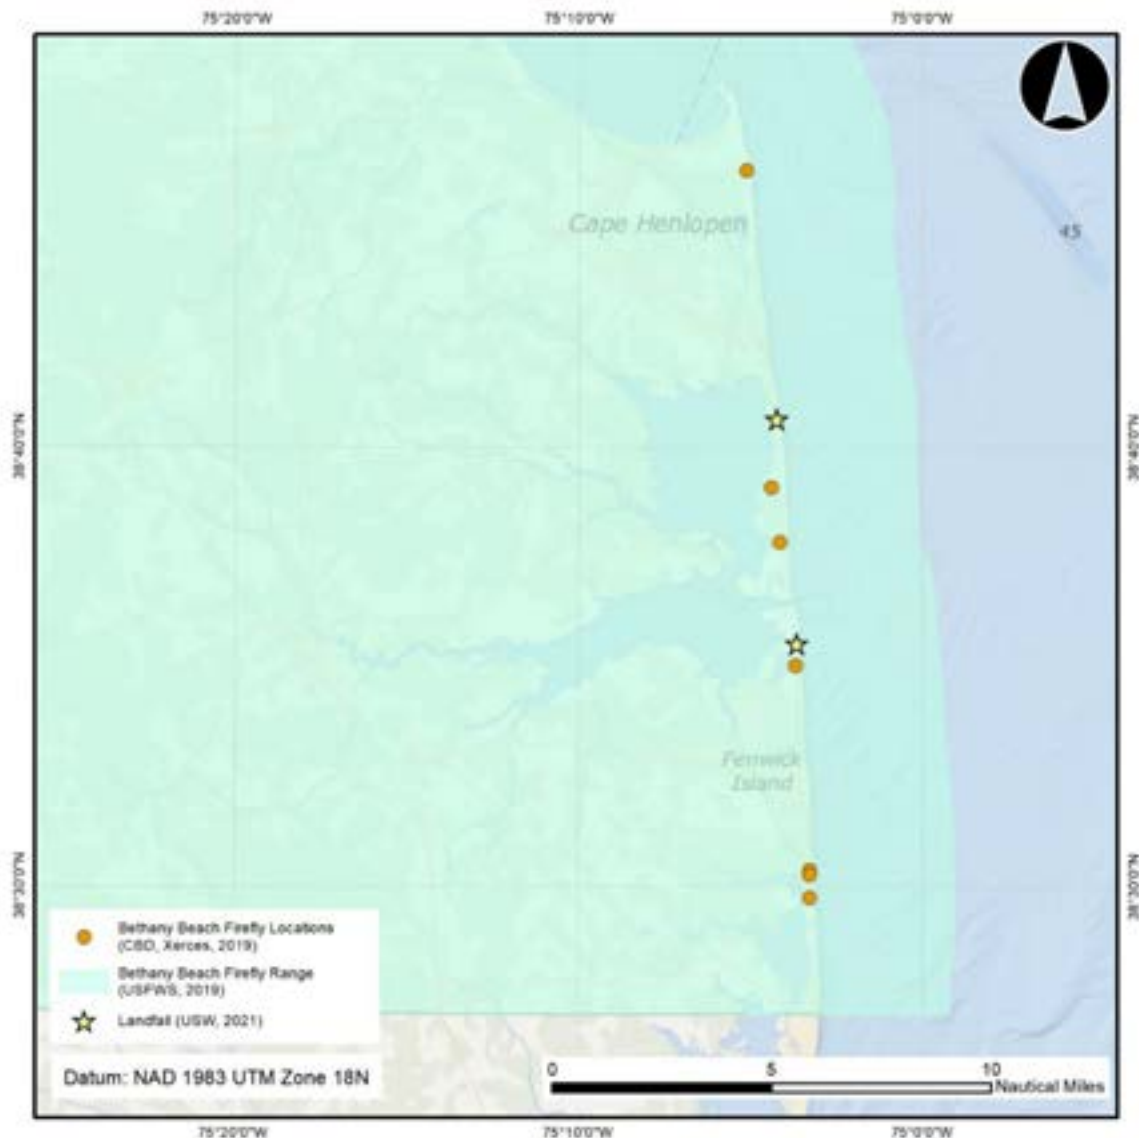 75°20'0"W 75°10'0"W 75°0'0"W
Cape Henlopen
45
38°40'0"N 38°40'0"N
Fenwick
Island
38°30'0"N 38°30'0"N
Bethany Beach Firefly Locations
(CBD, Xerces, 2019)
Bethany Beach Firefly Range
(USFWS, 2019)
Landfall (USW, 2021)
Datum: NAD 1983 UTM Zone 18N
0 5 10
Nautical Miles
75°20'0"W 75°10'0"W 75°0'0"W